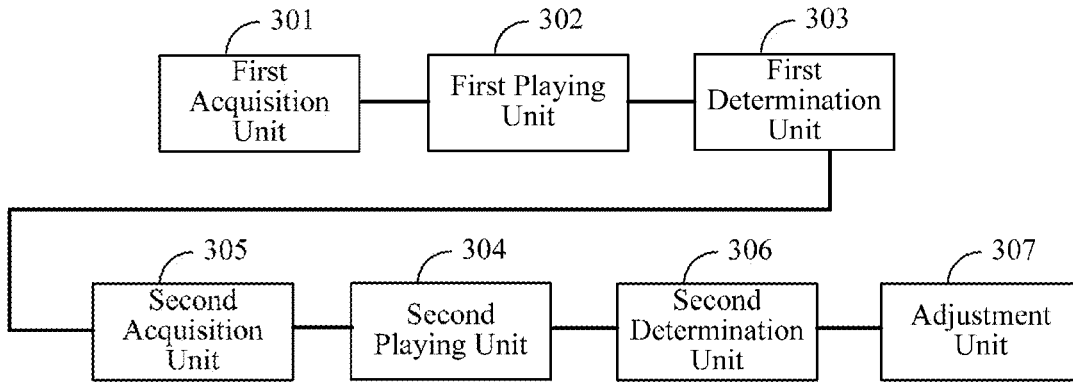 301
302
303
First
Acquisition
Unit
First Playing
Unit
First
Determination
Unit
305
304
306
307
Second
Acquisition
Unit
Second
Playing Unit
Second
Determination
Unit
Adjustment
Unit